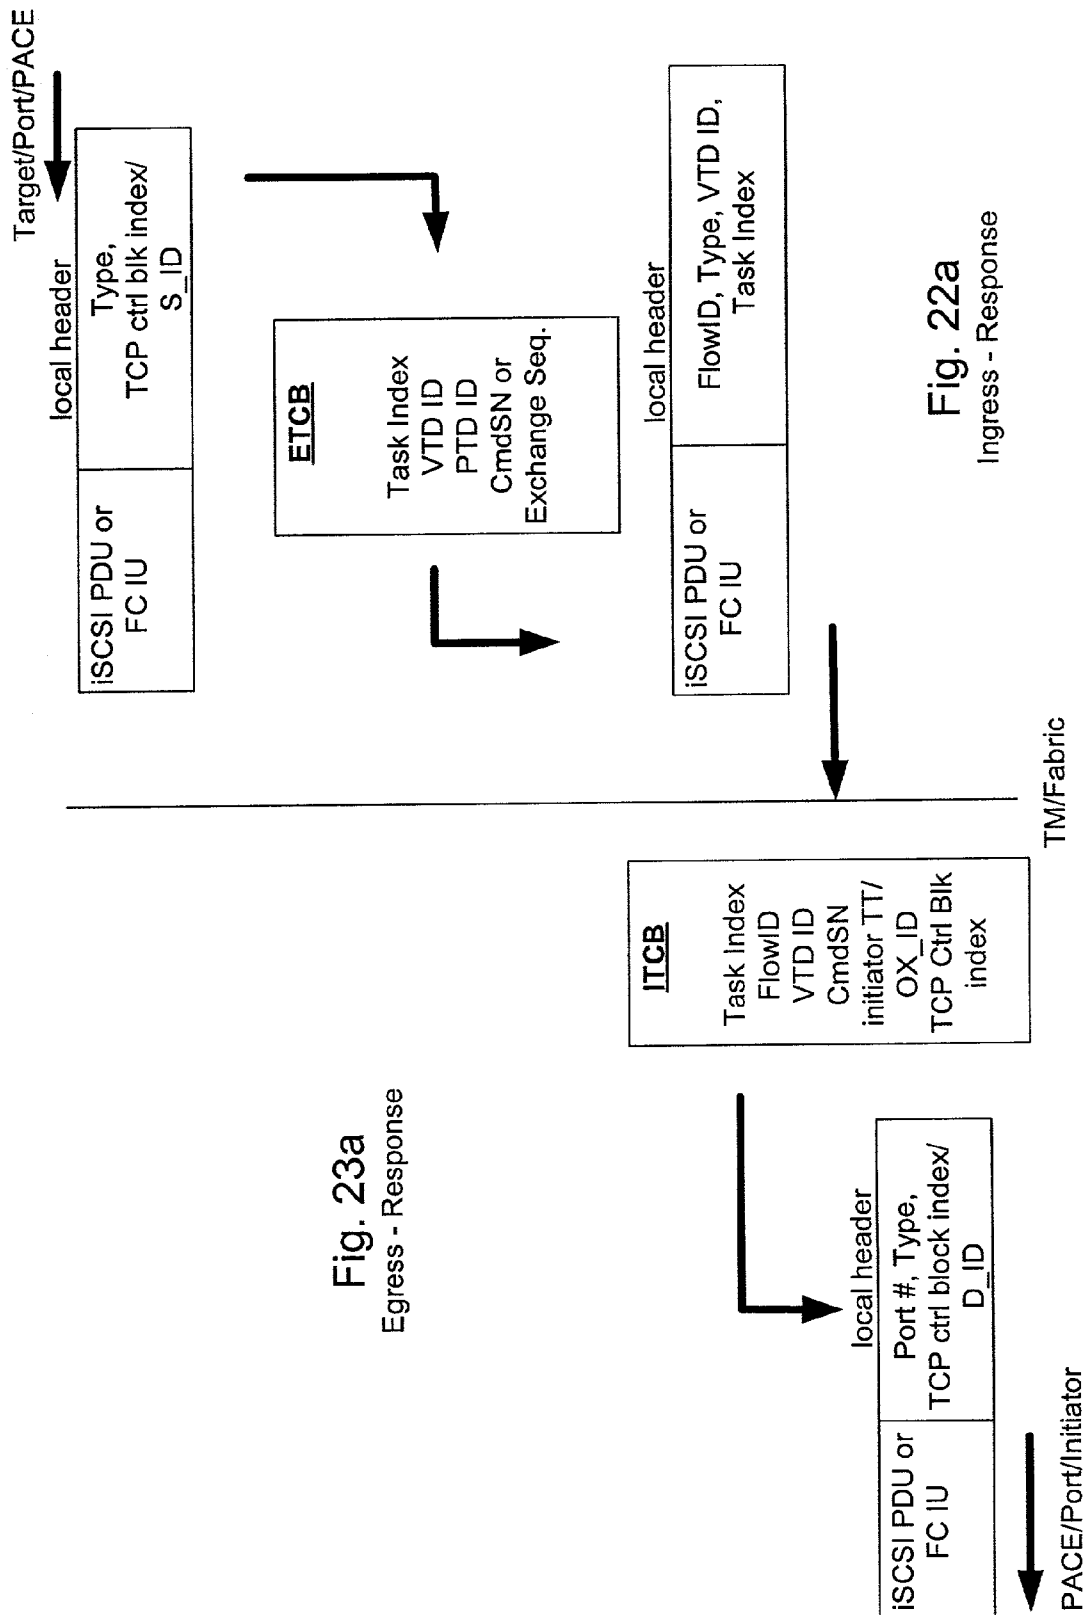 Target/Port/PACE
local header
iSCSI PDU or
FC IU
Type,
TCP ctrl blk index/
S_ID
ETCB
Task Index
VTD ID
PTD ID
CmdSN or
Exchange Seq.
local header
iSCSI PDU or
FC IU
FlowID, Type, VTD ID,
Task Index
Fig. 22a
Ingress - Response
TM/Fabric
Fig. 23a
Egress - Response
ITCB
Task Index
FlowID
VTD ID
CmdSN
initiator TT/
OX_ID
TCP Ctrl Blk
index
local header
iSCSI PDU or
FC IU
Port #, Type,
TCP ctrl block index/
D_ID
PACE/Port/Initiator